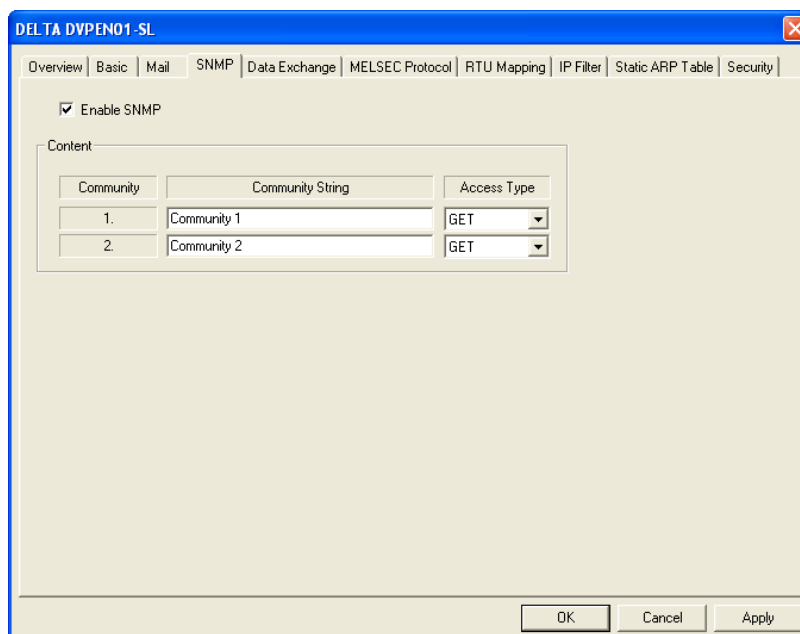 DELTA DVPEN01-SL
Overview Basic Mail SNMP Data Exchange MELSEC Protocol RTU Mapping IP Filter Static ARP Table Security
Enable SNMP
Content
Community Community String Access Type
1. Community 1 GET
2. Community 2 GET
OK Cancel Apply